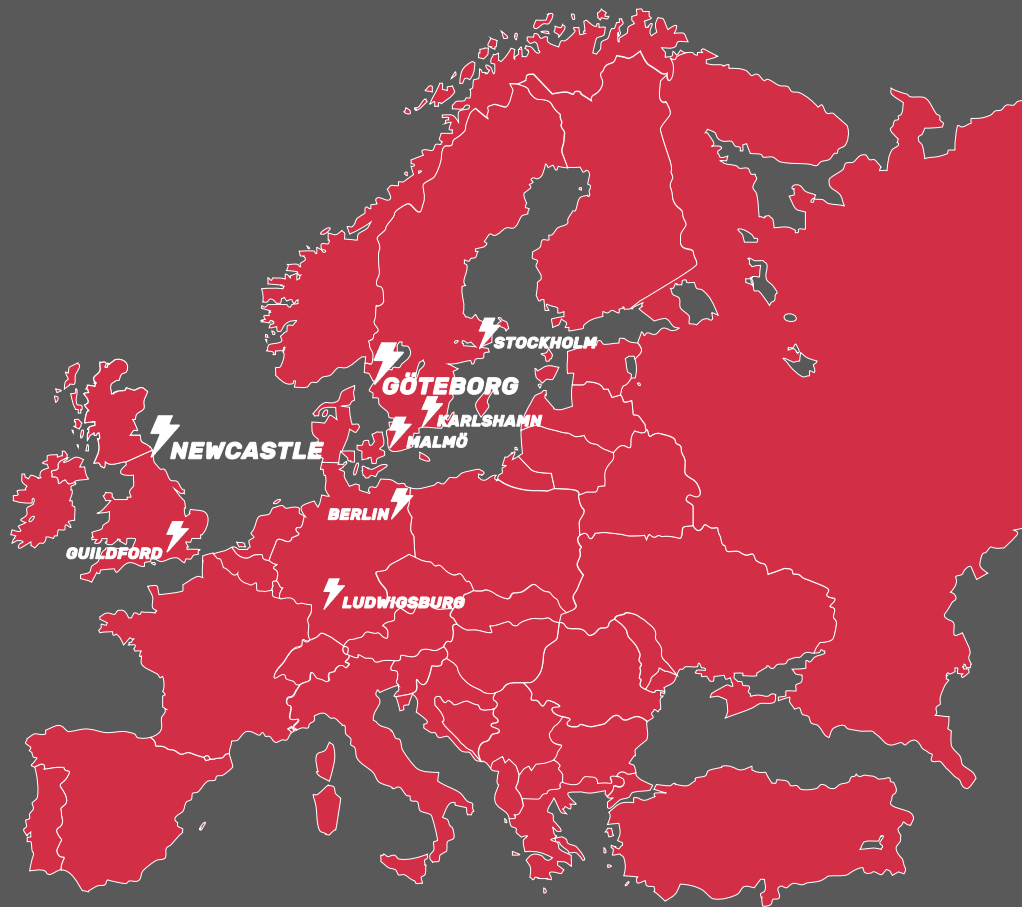 STOCKHOLM
GÖTEBORG
KARLSHAMN
MALMÖ
NEWCASTLE
BERLIN
GUILDFORD
LUDWIGSBURG